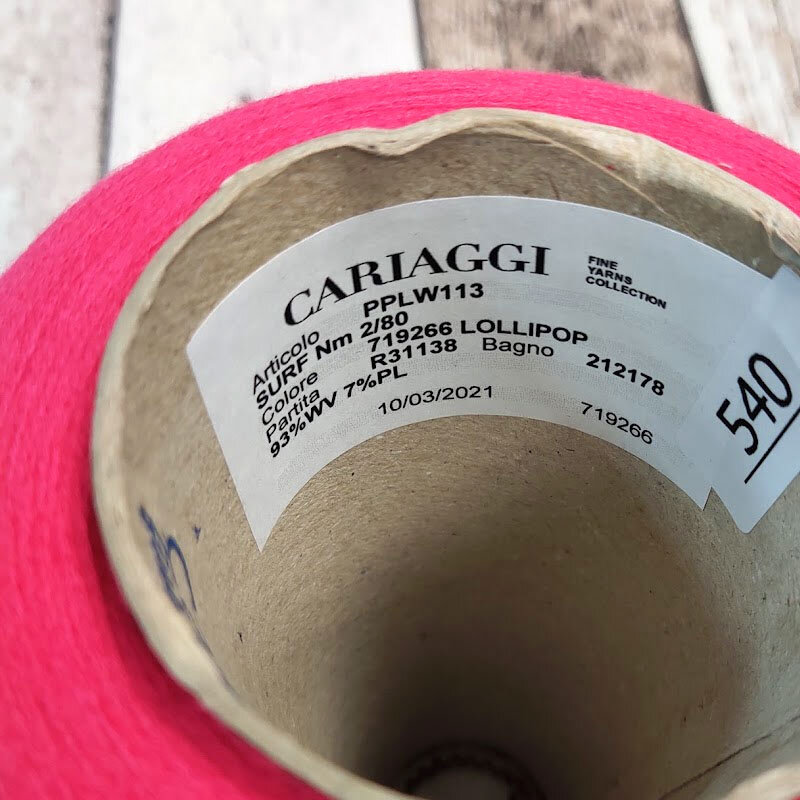 CARIAGGI
FINE
YARNS
COLLECTION
Articolo PPLW113
SURF Nm 2/80
Colore 719266 LOLLIPOP
Partita R31138 Bagno 212178
93%WV 7%PL
10/03/2021 719266
540